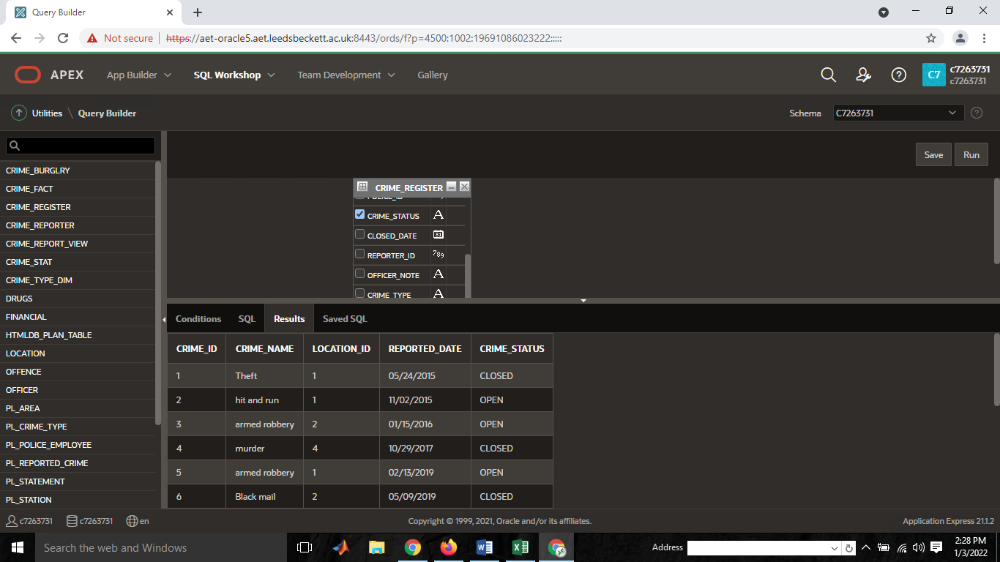 Query Builder
Not secure https://aet-oracle5.aet.leedsbeckett.ac.uk:8443/ords/f?p=4500:1002:19691086023222:::::
APEX App Builder SQL Workshop Team Development Gallery C7 c7263731
c7263731
Utilities \ Query Builder Schema C7263731
Save Run
CRIME_BURGLRY
CRIME_FACT
CRIME_REGISTER
CRIME_REPORTER
CRIME_REPORT_VIEW
CRIME_STAT
CRIME_TYPE_DIM
DRUGS
FINANCIAL
HTMLDB_PLAN_TABLE
LOCATION
OFFENCE
OFFICER
PL_AREA
PL_CRIME_TYPE
PL_POLICE_EMPLOYEE
PL_REPORTED_CRIME
PL_STATEMENT
PL_STATION
CRIME_REGISTER
POLICE_ID
CRIME_STATUS A
CLOSED_DATE 31
REPORTER_ID 789
OFFICER_NOTE A
CRIME_TYPE A
Conditions SQL Results Saved SQL
CRIME_ID CRIME_NAME LOCATION_ID REPORTED_DATE CRIME_STATUS
1 Theft 1 05/24/2015 CLOSED
2 hit and run 1 11/02/2015 OPEN
3 armed robbery 2 01/15/2016 OPEN
4 murder 4 10/29/2017 CLOSED
5 armed robbery 1 02/13/2019 OPEN
6 Black mail 2 05/09/2019 CLOSED
c7263731 c7263731 en Copyright © 1999, 2021, Oracle and/or its affiliates. Application Express 21.1.2
Search the web and Windows Address 2:28 PM
1/3/2022